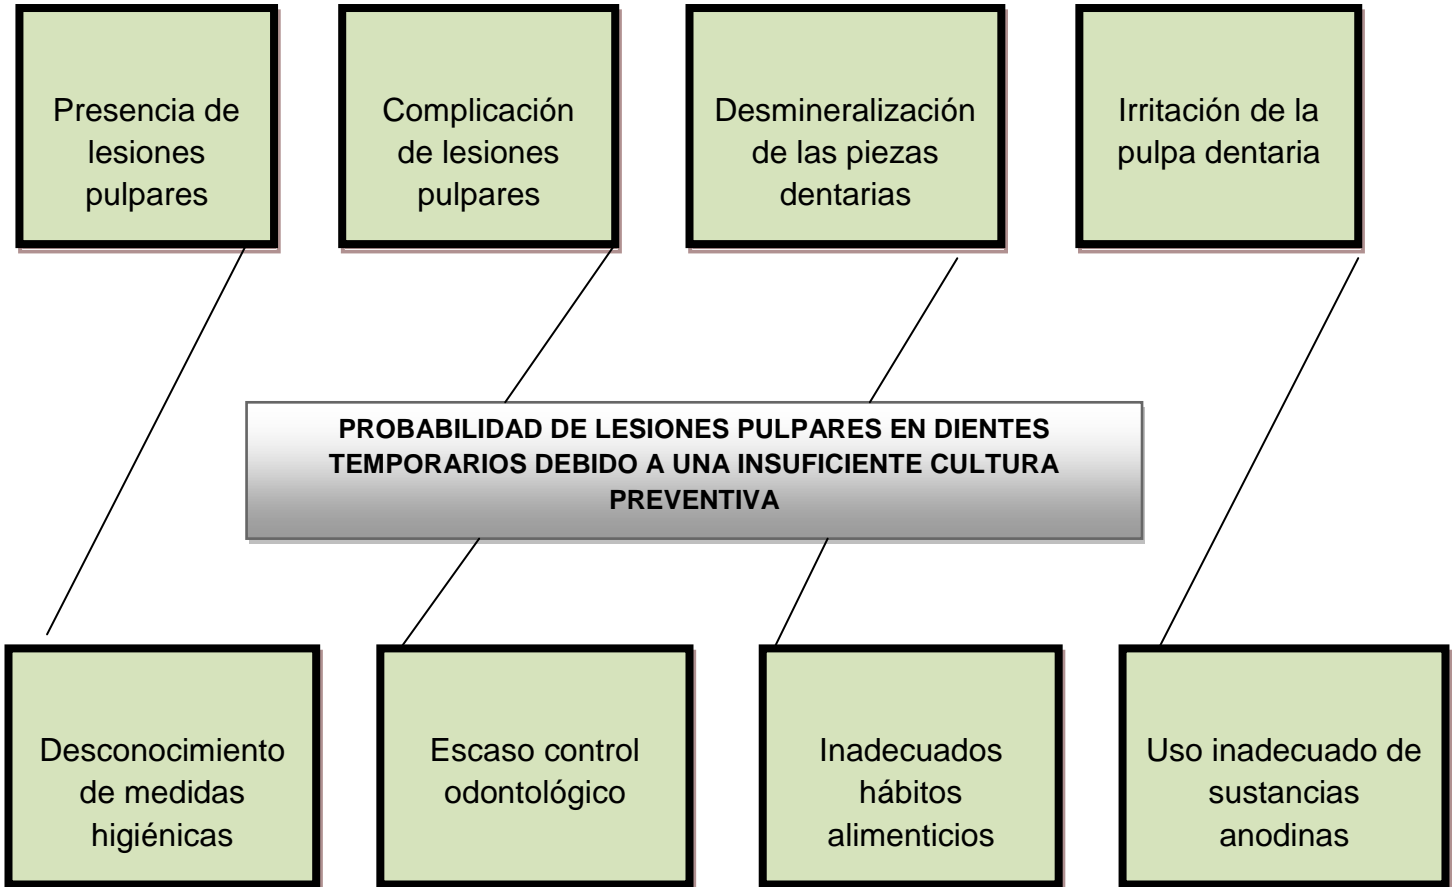 Presencia de
lesiones
pulpares
Complicación
de lesiones
pulpares
Desmineralización
de las piezas
dentarias
Irritación de la
pulpa dentaria
PROBABILIDAD DE LESIONES PULPARES EN DIENTES
TEMPORARIOS DEBIDO A UNA INSUFICIENTE CULTURA
PREVENTIVA
Desconocimiento
de medidas
higiénicas
Escaso control
odontológico
Inadecuados
hábitos
alimenticios
Uso inadecuado de
sustancias
anodinas